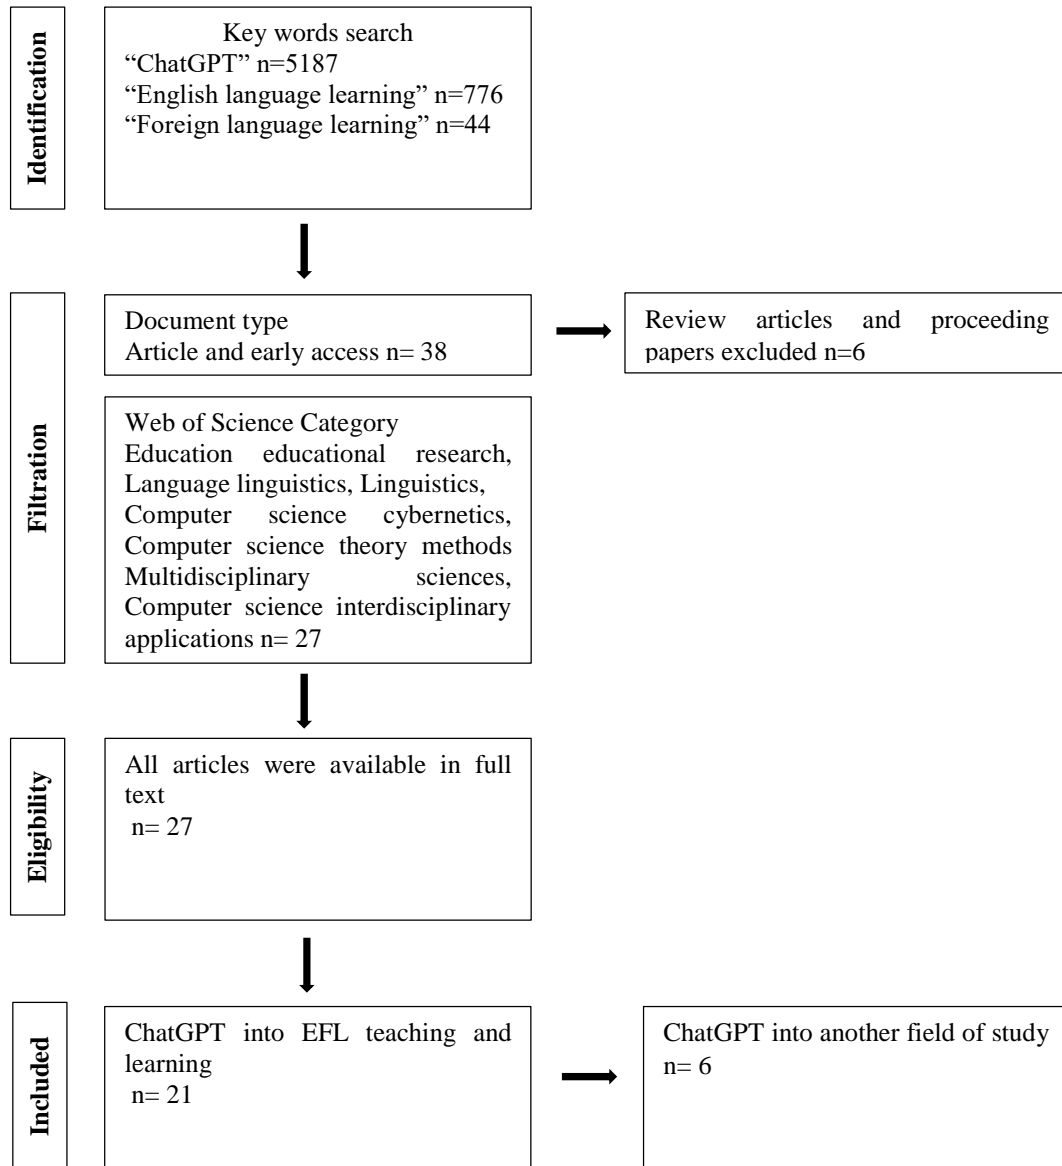 Identification
Key words search
“ChatGPT” n=5187
“English language learning” n=776
“Foreign language learning” n=44
Filtration
Document type
Article and early access n= 38
Review articles and proceeding
papers excluded n=6
Web of Science Category
Education educational research,
Language linguistics, Linguistics,
Computer science cybernetics,
Computer science theory methods
Multidisciplinary sciences,
Computer science interdisciplinary
applications n= 27
Eligibility
All articles were available in full
text
n= 27
Included
ChatGPT into EFL teaching and
learning
n= 21
ChatGPT into another field of study
n= 6